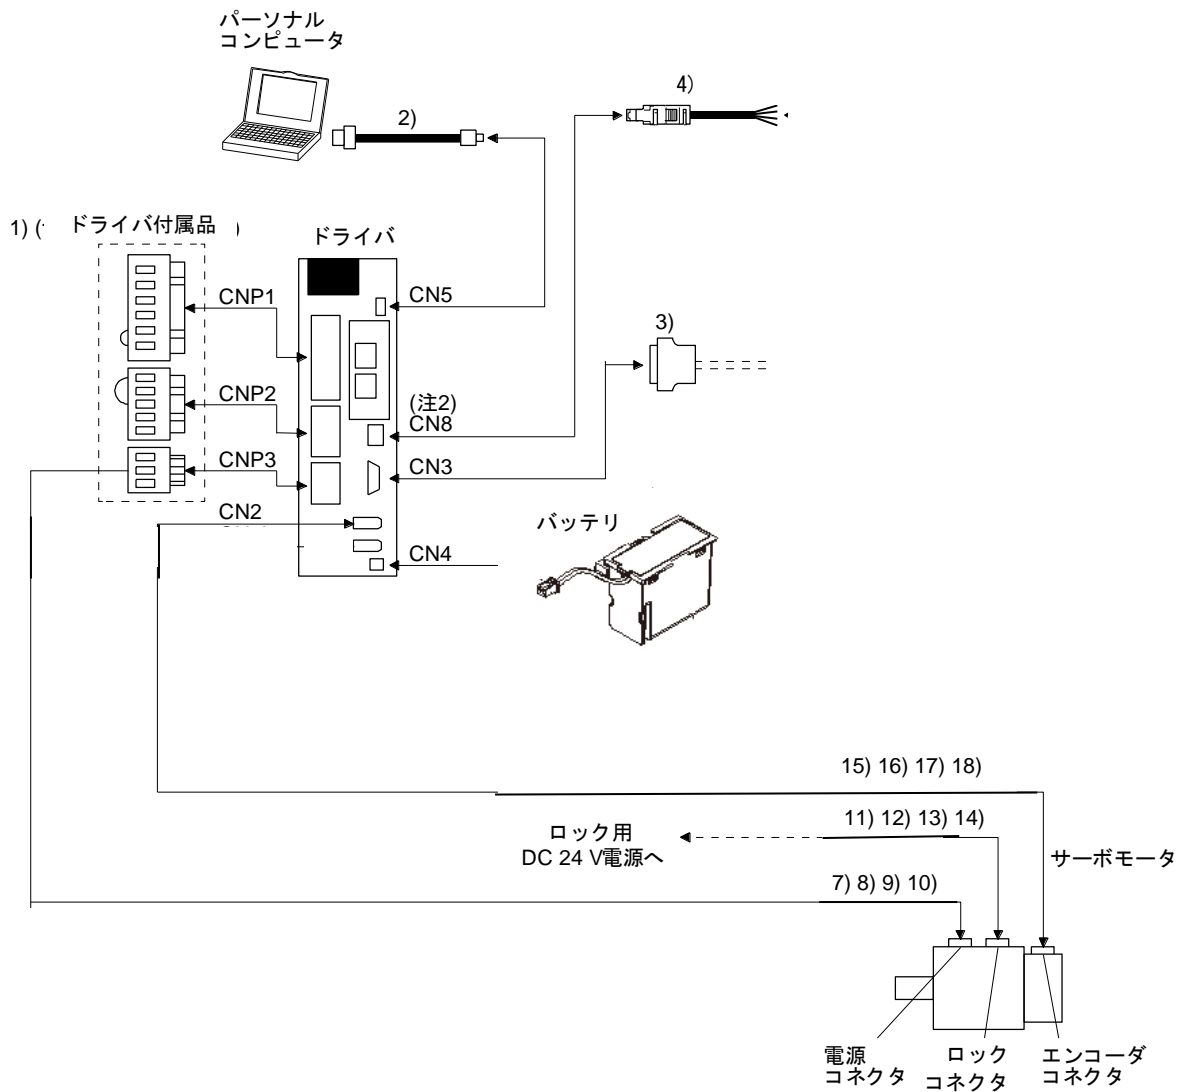 パーソナル
コンピュータ
2)
4)
1) (
ドライバ付属品
)
ドライバ
CNP1
CN5
3)
CNP2
(注2)
CN8
CNP3
CN3
CN2
バッテリ
CN4
15) 16) 17) 18)
11) 12) 13) 14)
ロック用
DC 24 V電源へ
サーボモータ
7) 8) 9) 10)
電源
コネクタ
ロック
コネクタ
エンコーダ
コネクタ